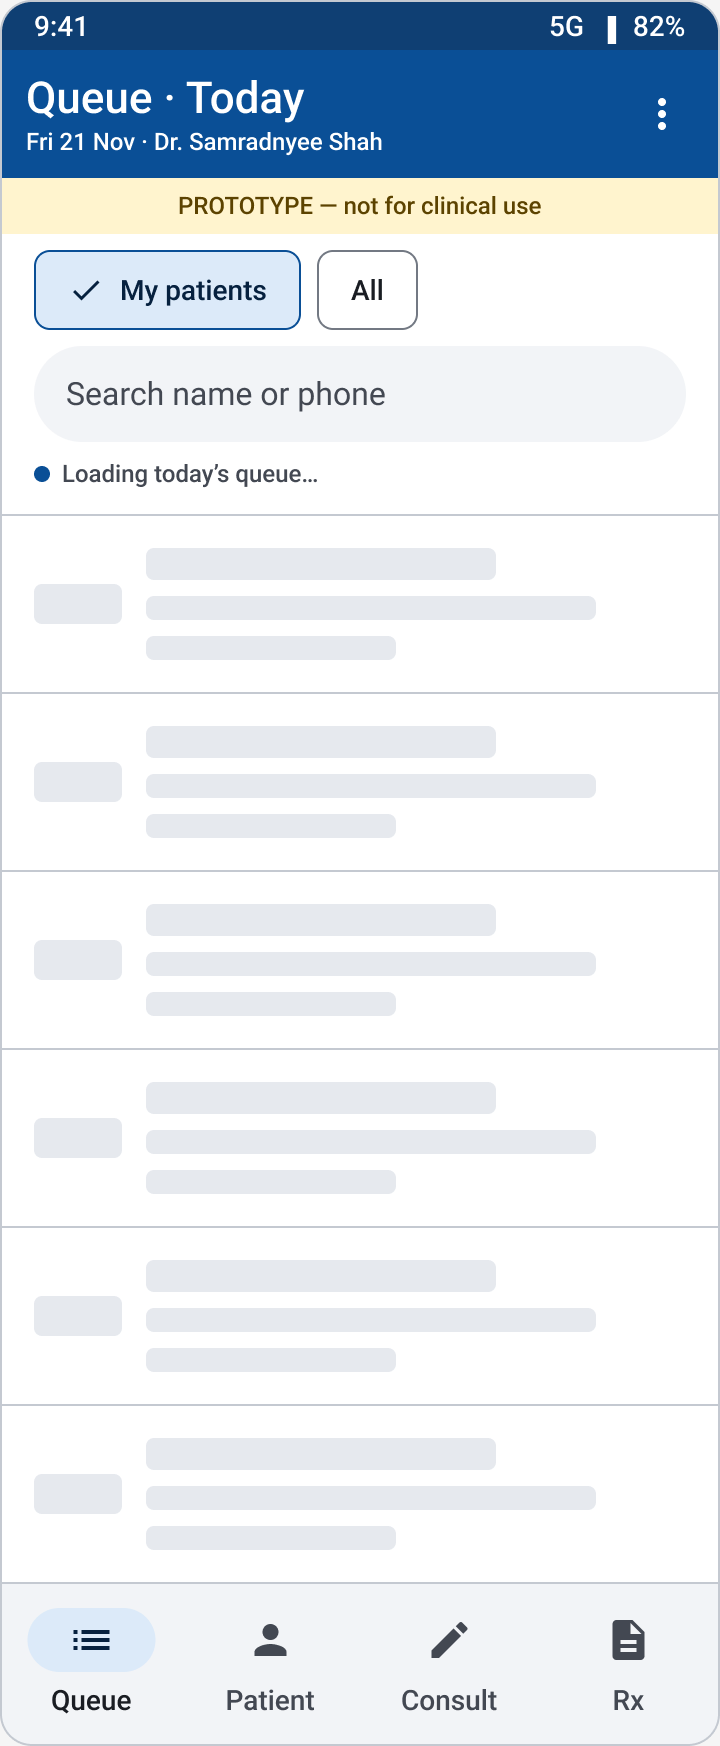 9:41 5G 82%
Queue · Today
Fri 21 Nov · Dr. Samradnyee Shah
PROTOTYPE — not for clinical use
My patients All
Search name or phone
Loading today’s queue…
Queue Patient Consult Rx